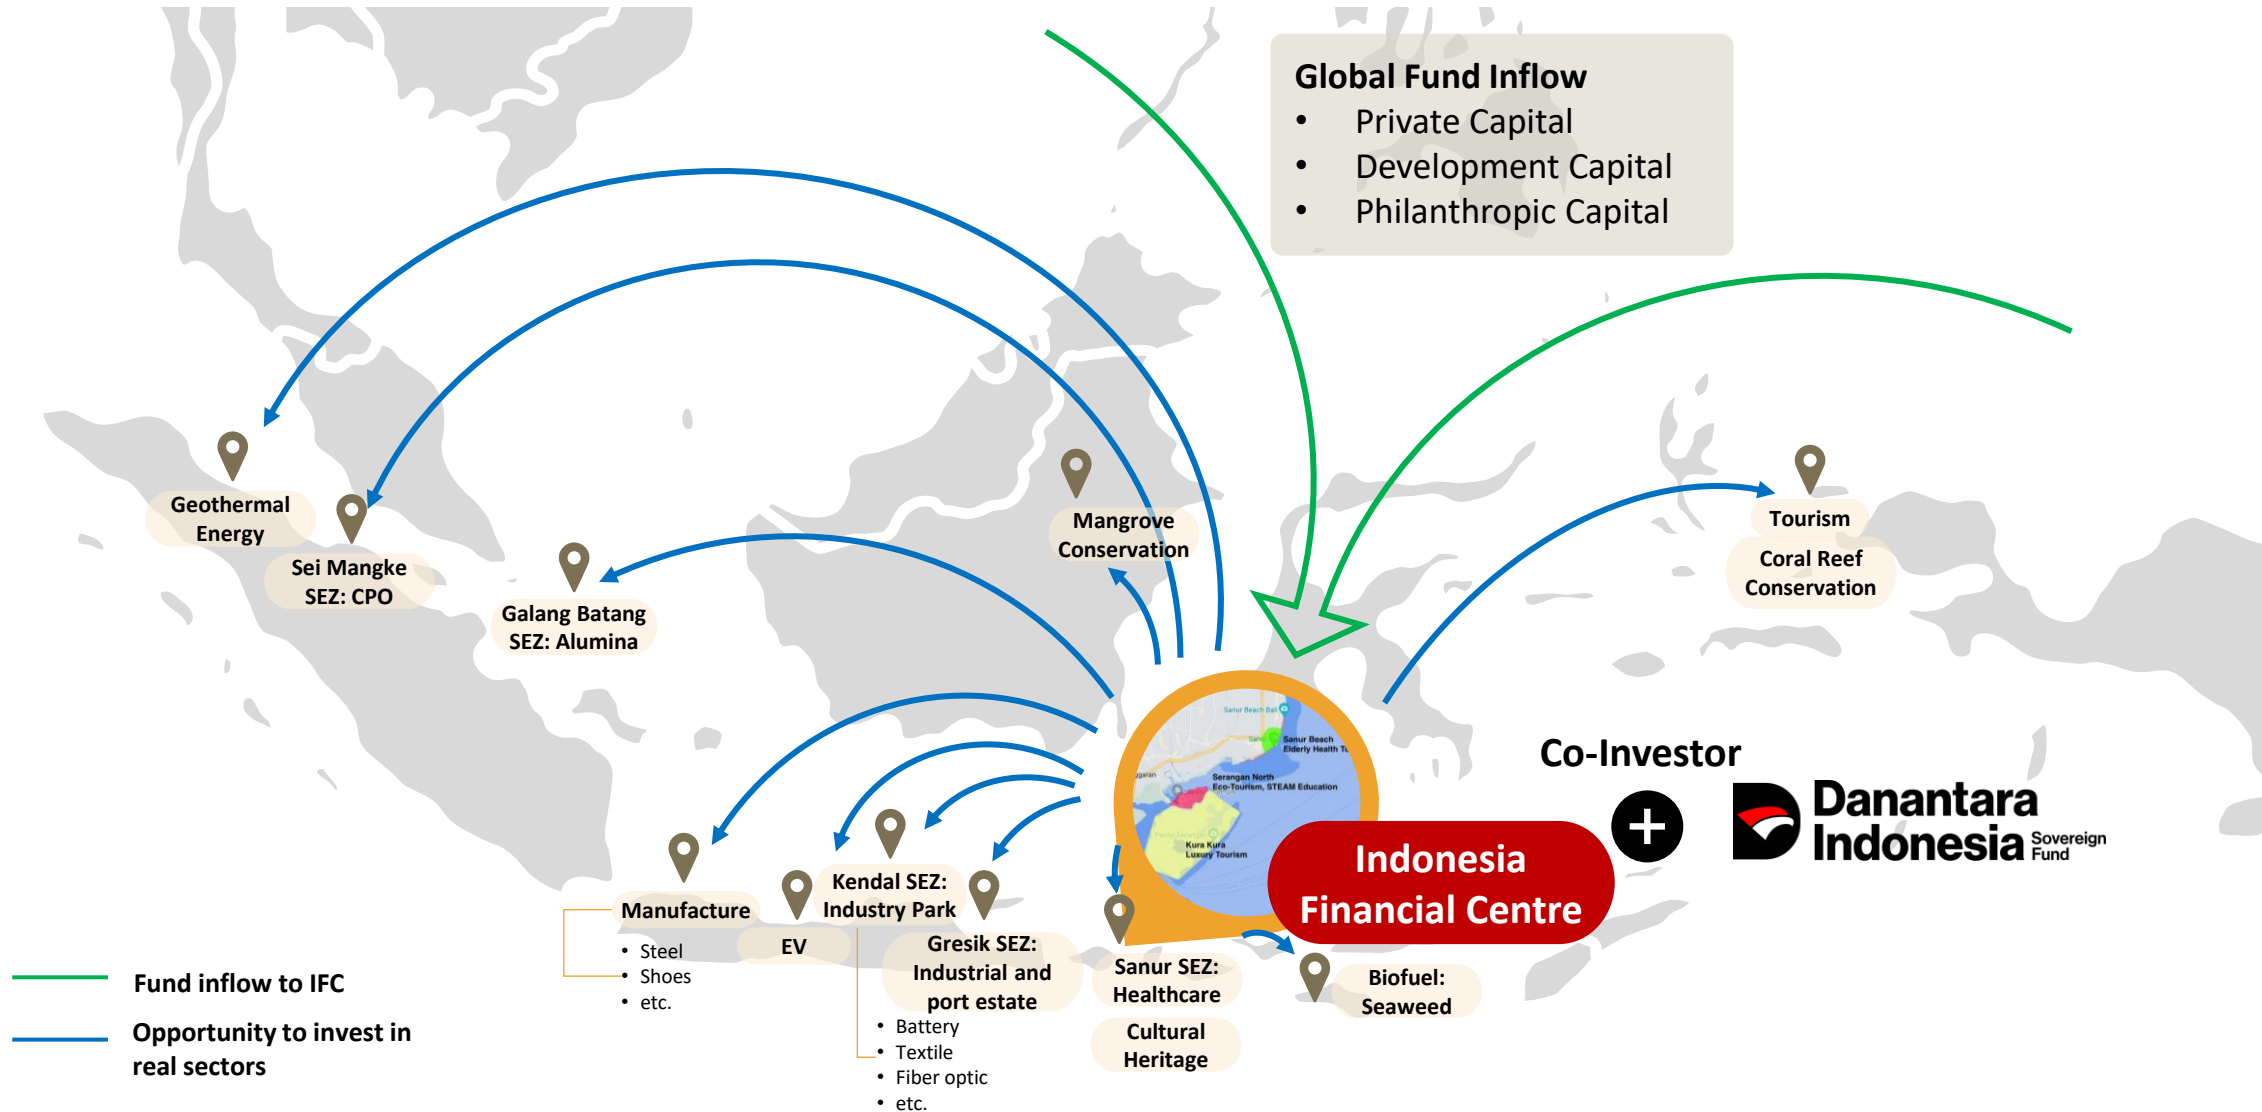 Global Fund Inflow
• Private Capital
• Development Capital
• Philanthropic Capital
Geothermal
Energy
Sei Mangke
SEZ: CPO
Galang Batang
SEZ: Alumina
Mangrove
Conservation
Tourism
Coral Reef
Conservation
Sanur Beach Bali
Sanur Beach
Serangan North
Eco-Tourism, STEAM Education
Kura Kura
Luxury Tourism
Co-Investor
+
Danantara
Indonesia
Sovereign
Fund
Indonesia
Financial Centre
Manufacture
• Steel
• Shoes
• etc.
EV
Kendal SEZ:
Industry Park
• Battery
• Textile
• Fiber optic
• etc.
Gresik SEZ:
Industrial and
port estate
Sanur SEZ:
Healthcare
Cultural
Heritage
Biofuel:
Seaweed
Fund inflow to IFC
Opportunity to invest in
real sectors